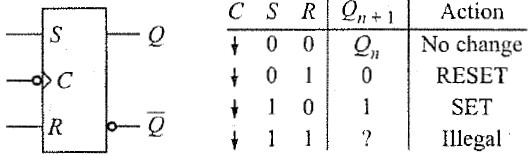 S Q
C
R Q̅
C S R Qₙ₊₁ Action
↓ 0 0 Qₙ No change
↓ 0 1 0 RESET
↓ 1 0 1 SET
↓ 1 1 ? Illegal